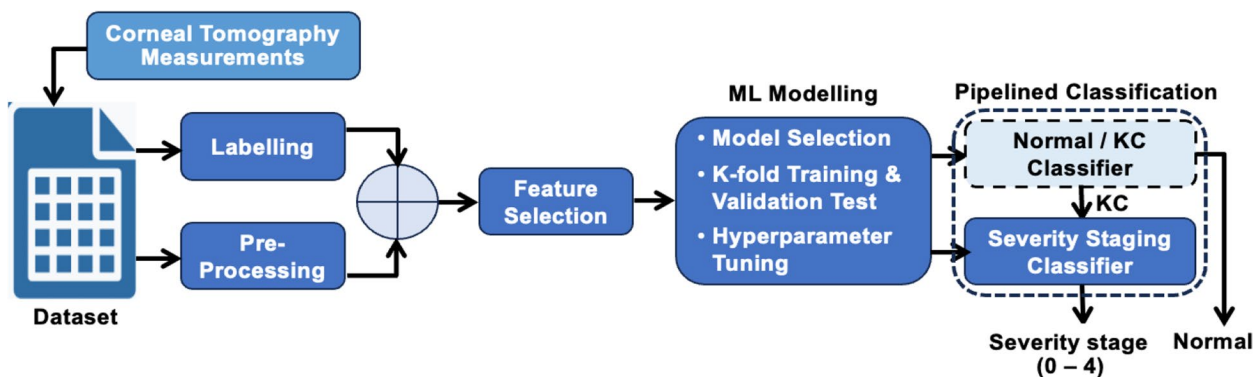 Corneal Tomography
Measurements
Dataset
Labelling
Pre-
Processing
Feature
Selection
ML Modelling
• Model Selection
• K-fold Training &
Validation Test
• Hyperparameter
Tuning
Pipelined Classification
Normal / KC
Classifier
KC
Severity Staging
Classifier
Severity stage
(0 – 4)
Normal